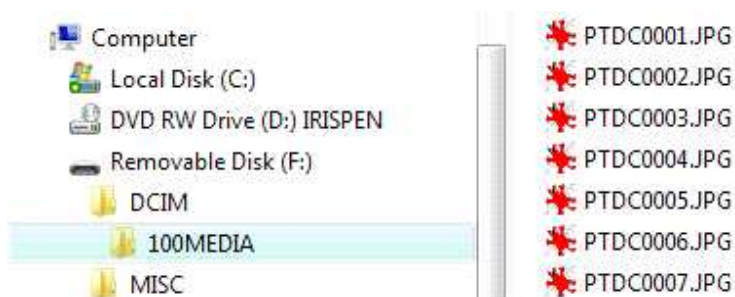 Computer
Local Disk (C:)
DVD RW Drive (D:) IRISPEN
Removable Disk (F:)
DCIM
100MEDIA
MISC
PTDC0001.JPG
PTDC0002.JPG
PTDC0003.JPG
PTDC0004.JPG
PTDC0005.JPG
PTDC0006.JPG
PTDC0007.JPG